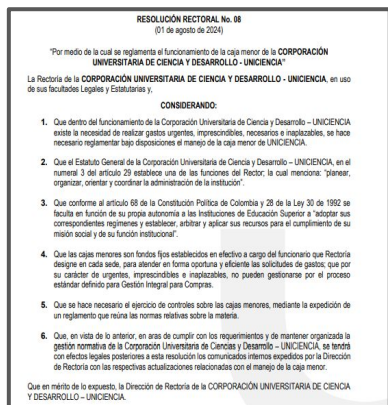 RESOLUCIÓN RECTORAL No. 08
(01 de agosto de 2024)
"Por medio de la cual se reglamenta el funcionamiento de la caja menor de la CORPORACIÓN
UNIVERSITARIA DE CIENCIA Y DESARROLLO - UNICIENCIA"
La Rectoría de la CORPORACIÓN UNIVERSITARIA DE CIENCIA Y DESARROLLO - UNICIENCIA, en uso
de sus facultades Legales y Estatutarias y,
CONSIDERANDO:
1. Que dentro del funcionamiento de la Corporación Universitaria de Ciencia y Desarrollo – UNICIENCIA
existe la necesidad de realizar gastos urgentes, imprescindibles, necesarios e inaplazables, se hace
necesario reglamentar bajo disposiciones el manejo de la caja menor de UNICIENCIA.
2. Que el Estatuto General de la Corporación Universitaria de Ciencia y Desarrollo – UNICIENCIA, en el
numeral 3 del artículo 29 establece una de las funciones del Rector; la cual menciona: "planear,
organizar, orientar y coordinar la administración de la institución".
3. Que conforme al artículo 68 de la Constitución Política de Colombia y 28 de la Ley 30 de 1992 se
faculta en función de su propia autonomía a las Instituciones de Educación Superior a "adoptar sus
correspondientes regímenes y establecer, arbitrar y aplicar sus recursos para el cumplimiento de su
misión social y de su función institucional".
4. Que las cajas menores son fondos fijos establecidos en efectivo a cargo del funcionario que Rectoría
designe en cada sede, para atender en forma oportuna y eficiente las solicitudes de gastos; que por
su carácter de urgentes, imprescindibles e inaplazables, no pueden gestionarse por el proceso
estándar definido para Gestión Integral para Compras.
5. Que se hace necesario el ejercicio de controles sobre las cajas menores, mediante la expedición de
un reglamento que reúna las normas relativas sobre la materia.
6. Que, en vista de lo anterior, en aras de cumplir con los requerimientos y de mantener organizada la
gestión normativa de la Corporación Universitaria de Ciencias y Desarrollo – UNICIENCIA, se tendrá
con efectos legales posteriores a esta resolución los comunicados internos expedidos por la Dirección
de Rectoría con las respectivas actualizaciones relacionadas con el manejo de la caja menor.
Que en mérito de lo expuesto, la Dirección de Rectoría de la CORPORACIÓN UNIVERSITARIA DE CIENCIA
Y DESARROLLO – UNICIENCIA.